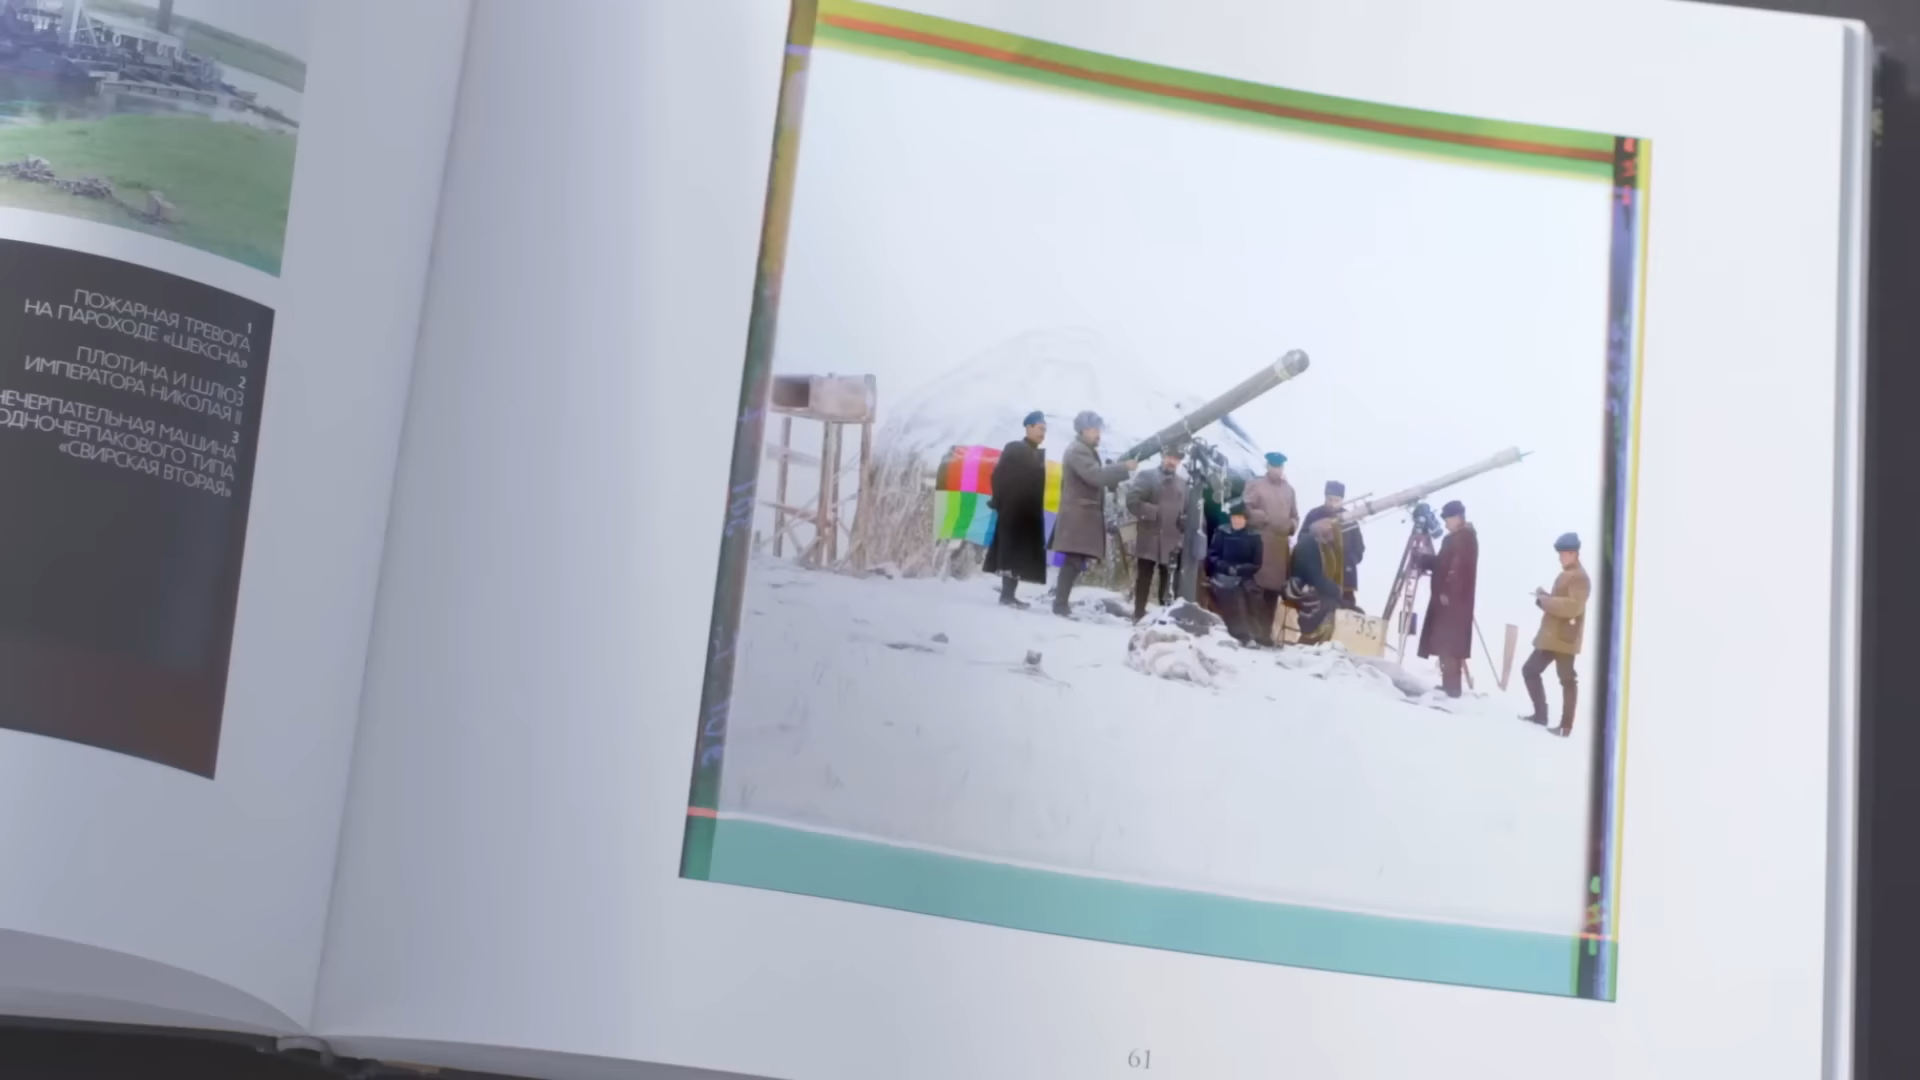 1
ПОЖАРНАЯ ТРЕВОГА
НА ПАРОХОДЕ «ШЕКСНА»
2
ПЛОТИНА И ШЛЮЗ
ИМПЕРАТОРА НИКОЛАЯ II
3
НЕЧЕРПАТЕЛЬНАЯ МАШИНА
ОДНОЧЕРПАКОВОГО ТИПА
«СВИРСКАЯ ВТОРАЯ»
61